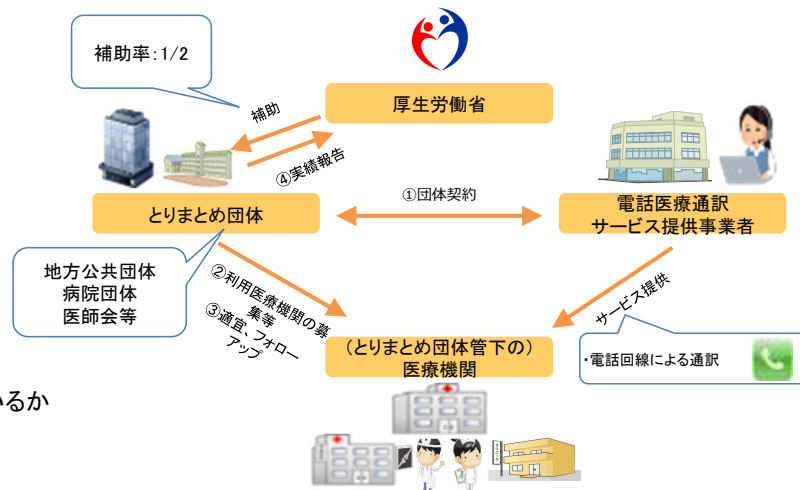 補助率：1/2
厚生労働省
補助
④実績報告
①団体契約
とりまとめ団体
電話医療通訳
サービス提供事業者
地方公共団体
病院団体
医師会等
②利用医療機関の募
集等
③適宜、フォロー
アップ
サービス提供
（とりまとめ団体管下の）
医療機関
・電話回線による通訳
いるか